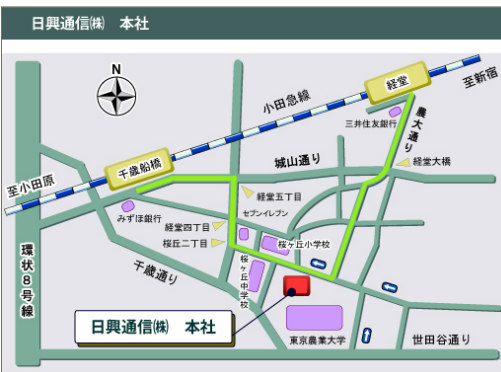 日興通信㈱ 本社
N
経堂
至新宿
小田急線
三井住友銀行
農大通り
千歳船橋
城山通り
経堂大橋
至小田原
経堂五丁目
みずほ銀行
セブンイレブン
経堂四丁目
桜丘二丁目
桜ヶ丘小学校
環状8号線
千歳通り
桜ヶ丘中学校
日興通信㈱ 本社
東京農業大学
世田谷通り